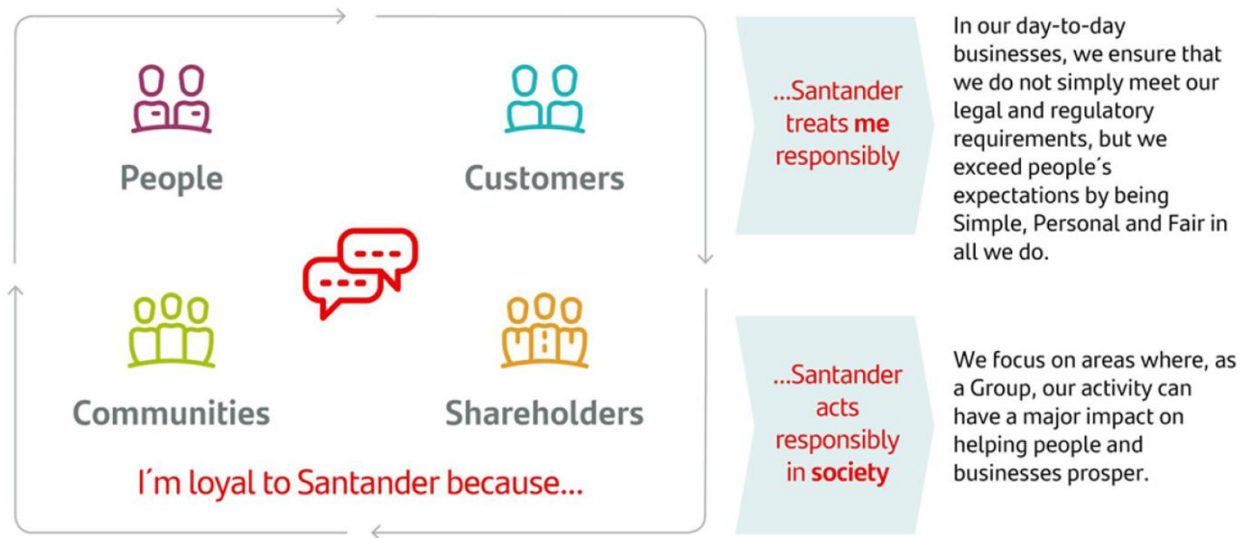 People
Customers
Communities
Shareholders
I´m loyal to Santander because...
...Santander
treats me
responsibly
In our day-to-day
businesses, we ensure that
we do not simply meet our
legal and regulatory
requirements, but we
exceed people´s
expectations by being
Simple, Personal and Fair in
all we do.
...Santander
acts
responsibly
in society
We focus on areas where, as
a Group, our activity can
have a major impact on
helping people and
businesses prosper.